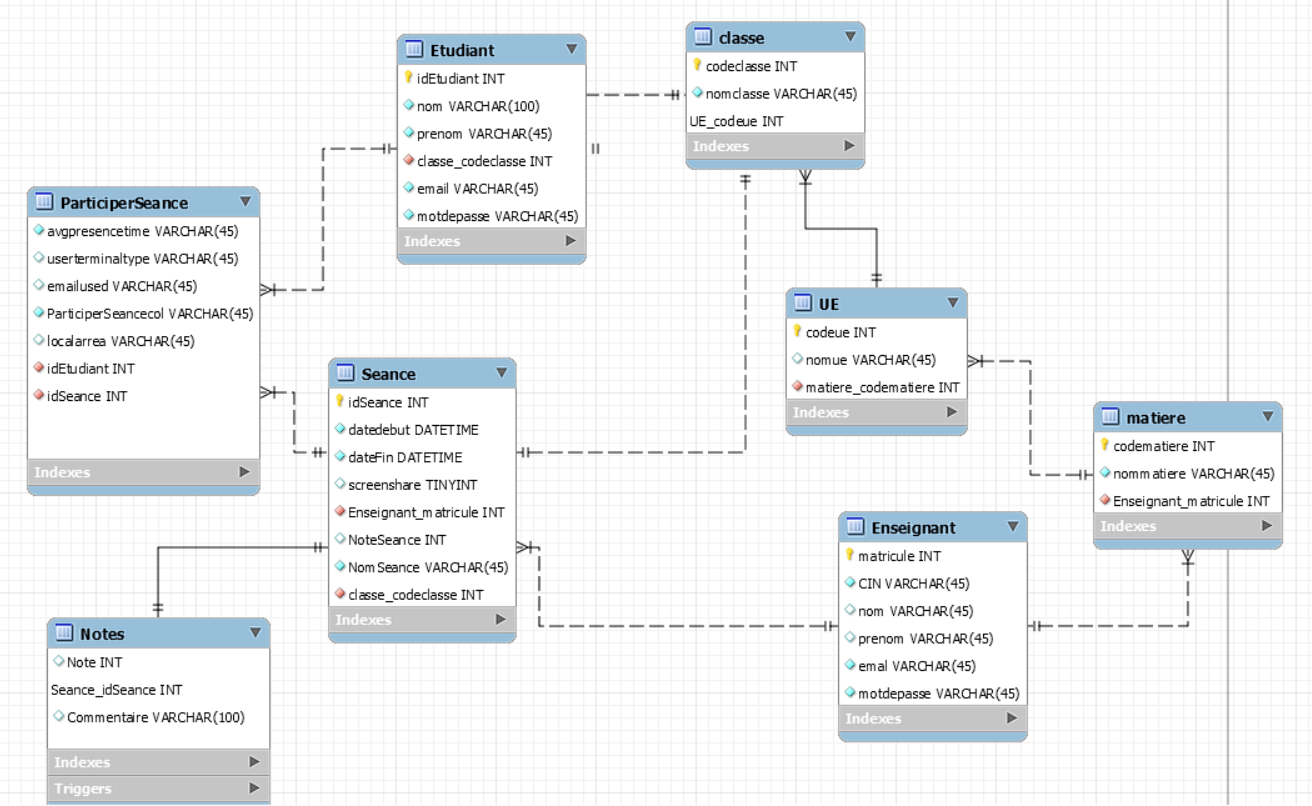 Etudiant
idEtudiant INT
nom VARCHAR(100)
prenom VARCHAR(45)
classe_codeclasse INT
email VARCHAR(45)
motdepasse VARCHAR(45)
Indexes
classe
codeclasse INT
nomclasse VARCHAR(45)
UE_codeue INT
Indexes
ParticiperSeance
avgpresencetime VARCHAR(45)
userterminaltype VARCHAR(45)
emailused VARCHAR(45)
ParticiperSeancecol VARCHAR(45)
localarrea VARCHAR(45)
idEtudiant INT
idSeance INT
Indexes
UE
codeue INT
nomue VARCHAR(45)
matiere_codematiere INT
Indexes
Seance
idSeance INT
datedebut DATETIME
dateFin DATETIME
screenshare TINYINT
Enseignant_matricule INT
NoteSeance INT
NomSeance VARCHAR(45)
classe_codeclasse INT
Indexes
matiere
codematiere INT
nommatiere VARCHAR(45)
Enseignant_matricule INT
Indexes
Enseignant
matricule INT
CIN VARCHAR(45)
nom VARCHAR(45)
prenom VARCHAR(45)
emal VARCHAR(45)
motdepasse VARCHAR(45)
Indexes
Notes
Note INT
Seance_idSeance INT
Commentaire VARCHAR(100)
Indexes
Triggers